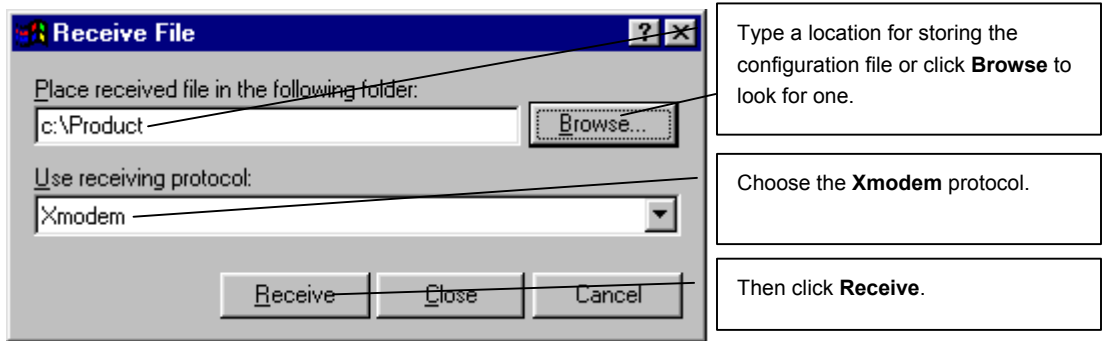 Receive File
Place received file in the following folder:
c:\Product
Browse...
Use receiving protocol:
Xmodem
Receive
Close
Cancel
Type a location for storing the
configuration file or click Browse to
look for one.
Choose the Xmodem protocol.
Then click Receive.